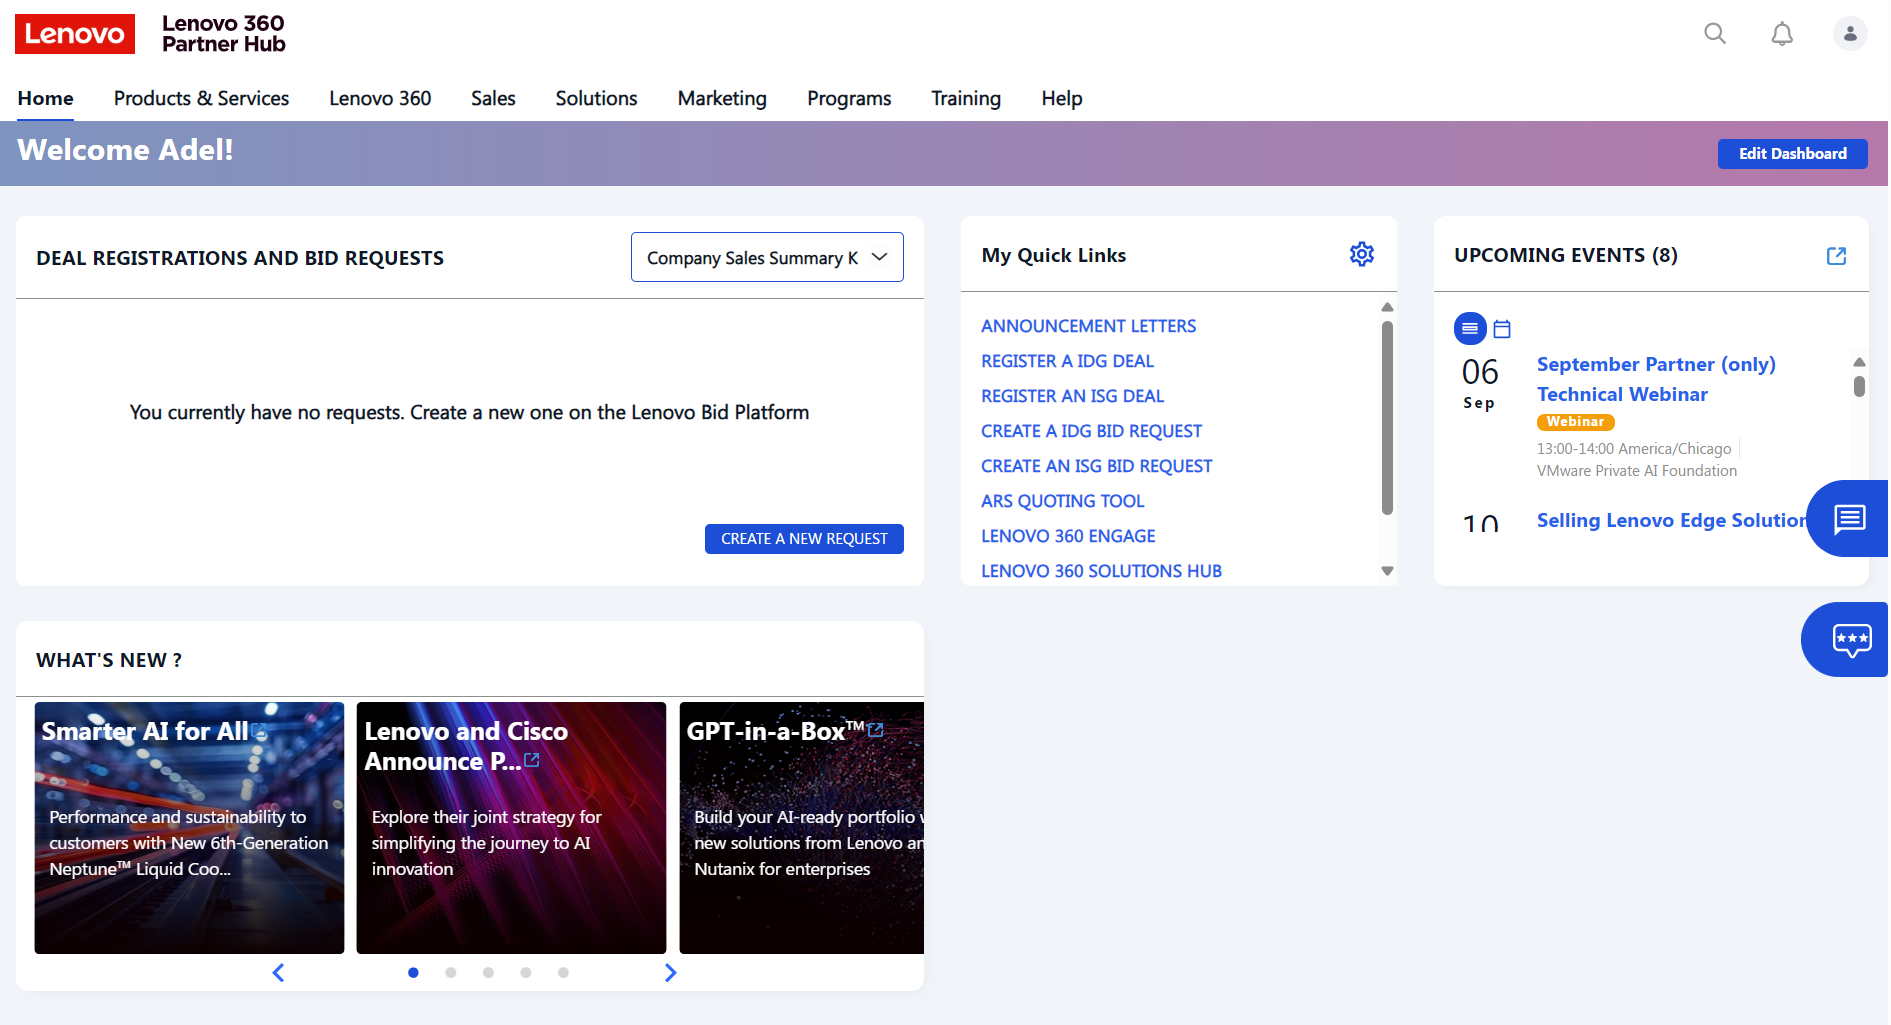 Lenovo
Lenovo 360
Partner Hub
Home
Products & Services
Lenovo 360
Sales
Solutions
Marketing
Programs
Training
Help
Welcome Adel!
Edit Dashboard
DEAL REGISTRATIONS AND BID REQUESTS
Company Sales Summary K
You currently have no requests. Create a new one on the Lenovo Bid Platform
CREATE A NEW REQUEST
My Quick Links
ANNOUNCEMENT LETTERS
REGISTER A IDG DEAL
REGISTER AN ISG DEAL
CREATE A IDG BID REQUEST
CREATE AN ISG BID REQUEST
ARS QUOTING TOOL
LENOVO 360 ENGAGE
LENOVO 360 SOLUTIONS HUB
UPCOMING EVENTS (8)
06
Sep
September Partner (only)
Technical Webinar
Webinar
13:00-14:00 America/Chicago
VMware Private AI Foundation
10
Selling Lenovo Edge Solution
WHAT'S NEW ?
Smarter AI for All
Performance and sustainability to
customers with New 6th-Generation
Neptune™ Liquid Coo...
Lenovo and Cisco
Announce P...
Explore their joint strategy for
simplifying the journey to AI
innovation
GPT-in-a-Box™
Build your AI-ready portfolio
new solutions from Lenovo
Nutanix for enterprises